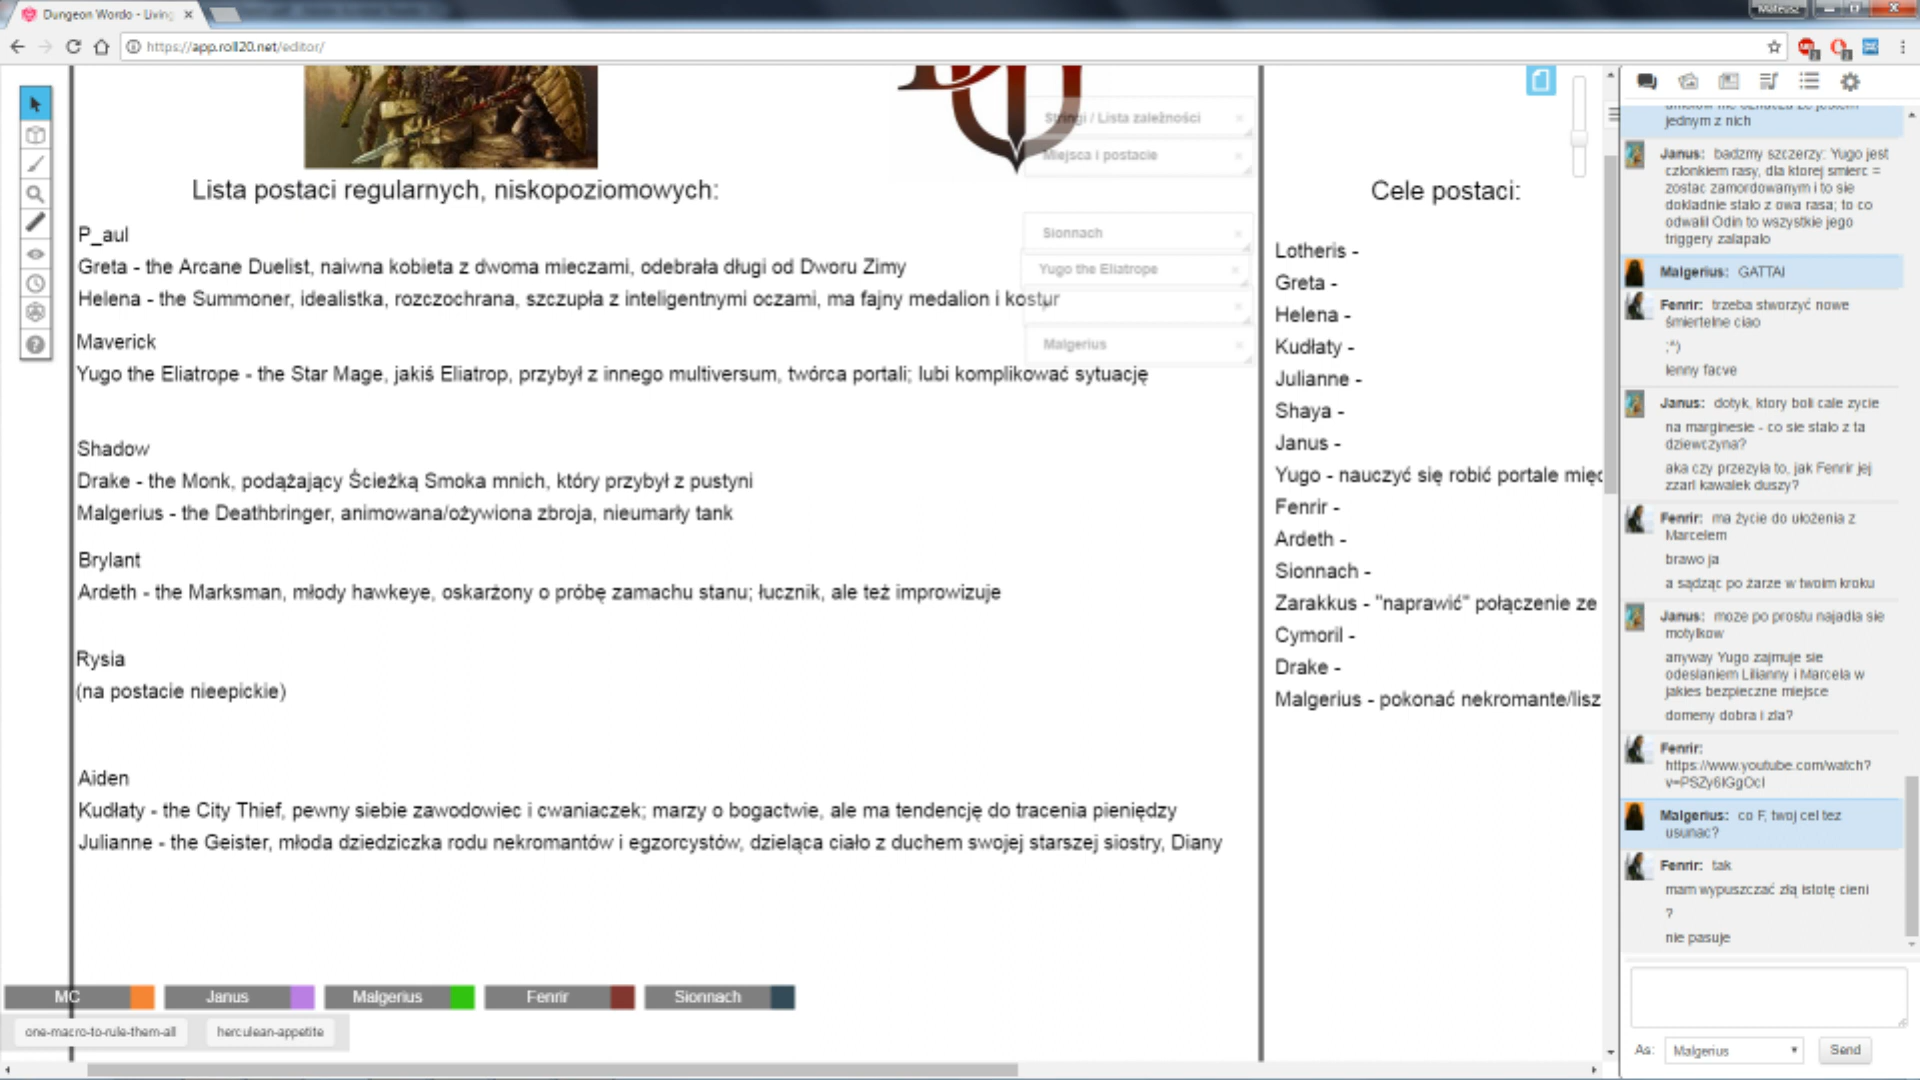 Dungeon Wordo - Living
Mateusz
https://app.roll20.net/editor/
Stringi / Lista zależności
Miejsca i postacie
Sionnach
Yugo the Eliatrope
Malgerius
Lista postaci regularnych, niskopoziomowych:
P_aul
Greta - the Arcane Duelist, naiwna kobieta z dwoma mieczami, odebrała długi od Dworu Zimy
Helena - the Summoner, idealistka, rozczochrana, szczupła z inteligentnymi oczami, ma fajny medalion i kostur
Maverick
Yugo the Eliatrope - the Star Mage, jakiś Eliatrop, przybył z innego multiversum, twórca portali; lubi komplikować sytuację
Shadow
Drake - the Monk, podążający Ścieżką Smoka mnich, który przybył z pustyni
Malgerius - the Deathbringer, animowana/ożywiona zbroja, nieumarły tank
Brylant
Ardeth - the Marksman, młody hawkeye, oskarżony o próbę zamachu stanu; łucznik, ale też improwizuje
Rysia
(na postacie nieepickie)
Aiden
Kudłaty - the City Thief, pewny siebie zawodowiec i cwaniaczek; marzy o bogactwie, ale ma tendencję do tracenia pieniędzy
Julianne - the Geister, młoda dziedziczka rodu nekromantów i egzorcystów, dzieląca ciało z duchem swojej starszej siostry, Diany
Cele postaci:
Lotheris -
Greta -
Helena -
Kudłaty -
Julianne -
Shaya -
Janus -
Yugo - nauczyć się robić portale międ
Fenrir -
Ardeth -
Sionnach -
Zarakkus - "naprawić" połączenie ze
Cymoril -
Drake -
Malgerius - pokonać nekromante/lisz
jednym z nich
Janus: badzmy szczerzy: Yugo jest
czlonkiem rasy, dla ktorej smierc =
zostac zamordowanym i to sie
dokladnie stalo z owa rasa; to co
odwalil Odin to wszystkie jego
triggery zalapalo
Malgerius: GATTAI
Fenrir: trzeba stworzyć nowe
śmiertelne ciao
;^)
lenny facve
Janus: dotyk, ktory boli cale zycie
na marginesie - co sie stalo z ta
dziewczyna?
aka czy przezyla to, jak Fenrir jej
zzarl kawalek duszy?
Fenrir: ma życie do ułożenia z
Marcelem
brawo ja
a sądząc po żarze w twoim kroku
Janus: moze po prostu najadla sie
motylkow
anyway Yugo zajmuje sie
odeslaniem Lilianny i Marcela w
jakies bezpieczne miejsce
domeny dobra i zla?
Fenrir:
https://www.youtube.com/watch?
Malgerius: co F, twoj cel tez
usunac?
Fenrir: tak
mam wypuszczać złą istotę cieni
?
nie pasuje
MC
Janus
Malgerius
Fenrir
Sionnach
one-macro-to-rule-them-all
herculean-appetite
As:
Malgerius
Send